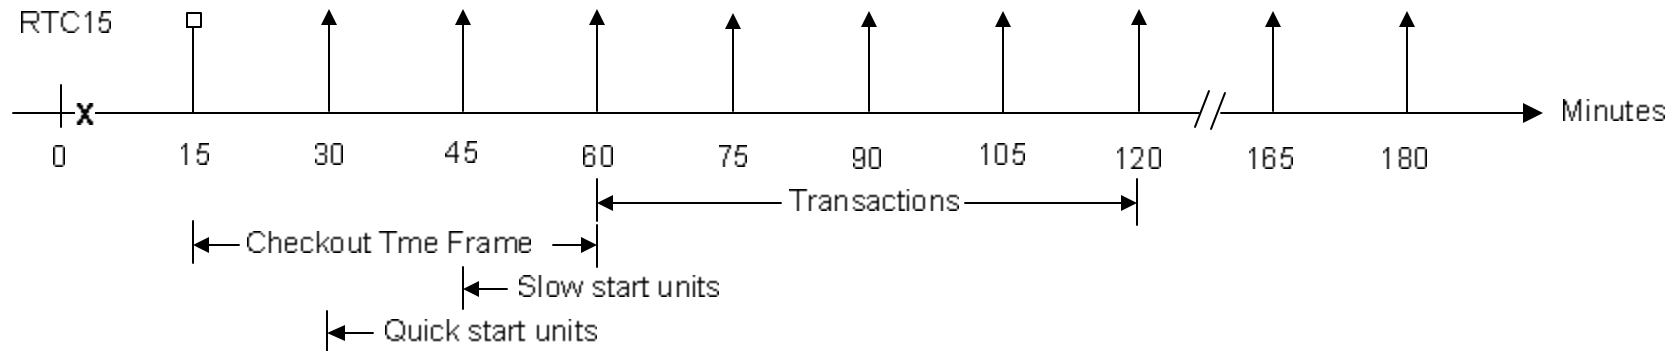 RTC15
X
Minutes
0 15 30 45 60 75 90 105 120 165 180
Transactions
Checkout Tme Frame
Slow start units
Quick start units